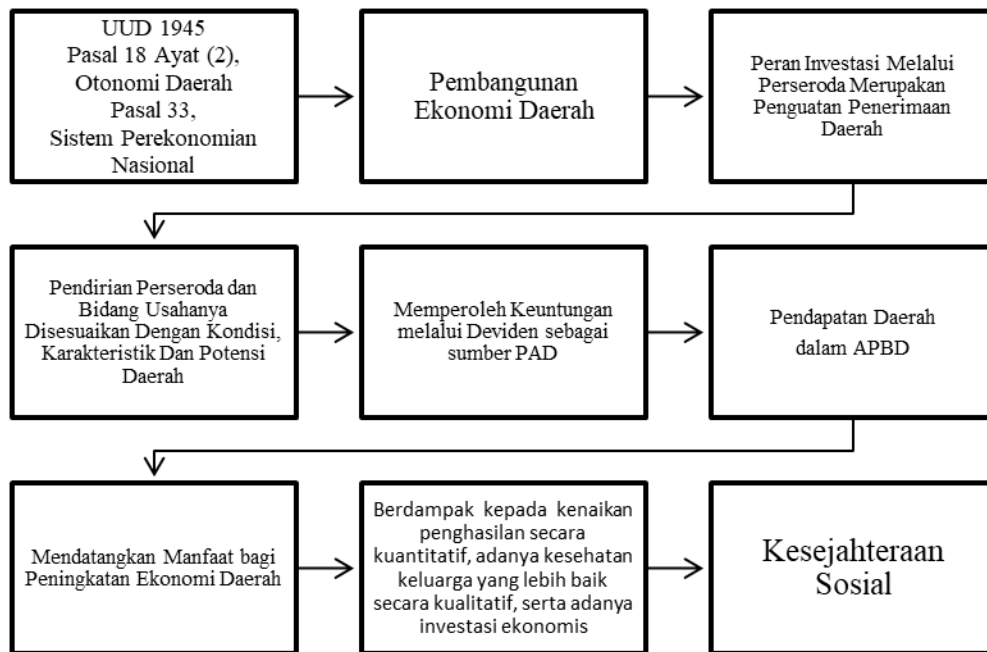 UUD 1945
Pasal 18 Ayat (2),
Otonomi Daerah
Pasal 33,
Sistem Perekonomian
Nasional
Pembangunan
Ekonomi Daerah
Peran Investasi Melalui
Perseroda Merupakan
Penguatan Penerimaan
Daerah
Pendirian Perseroda dan
Bidang Usahanya
Disesuaikan Dengan Kondisi,
Karakteristik Dan Potensi
Daerah
Memperoleh Keuntungan
melalui Deviden sebagai
sumber PAD
Pendapatan Daerah
dalam APBD
Mendatangkan Manfaat bagi
Peningkatan Ekonomi Daerah
Berdampak kepada kenaikan
penghasilan secara
kuantitatif, adanya kesehatan
keluarga yang lebih baik
secara kualitatif, serta adanya
investasi ekonomis
Kesejahteraan
Sosial